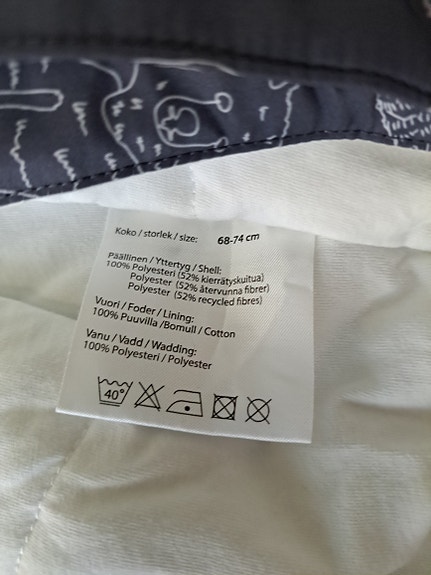 Koko / storlek / size: 68-74 cm
Päällinen / Yttertyg / Shell:
100% Polyesteri (52% kierrätyskuitua)
Polyester (52% återvunna fibrer)
Polyester (52% recycled fibres)
Vuori / Foder / Lining:
100% Puuvilla /Bomull / Cotton
Vanu / Vadd / Wadding:
100% Polyesteri / Polyester
40°